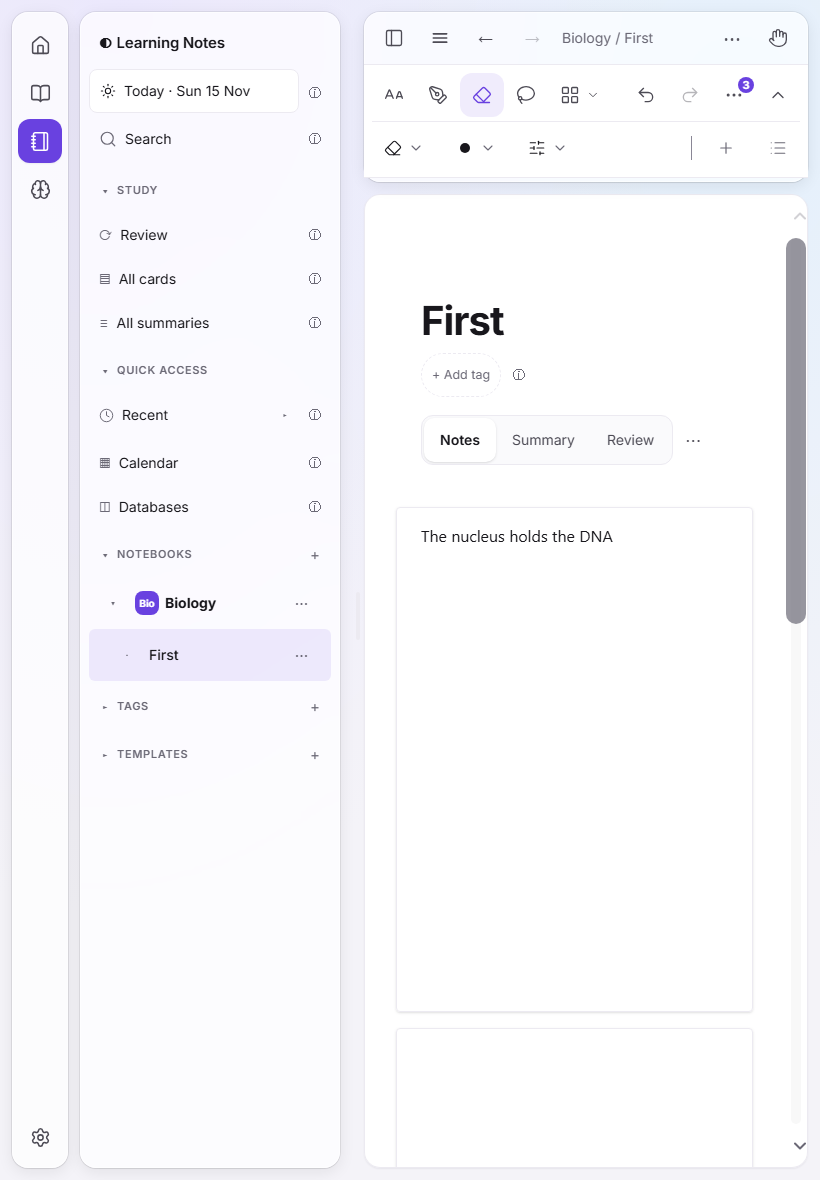 Learning Notes
Today · Sun 15 Nov
Search
STUDY
Review
All cards
All summaries
QUICK ACCESS
Recent
Calendar
Databases
NOTEBOOKS
Bio Biology
First
TAGS
TEMPLATES
Biology / First
AA
3
First
+ Add tag
Notes Summary Review
The nucleus holds the DNA